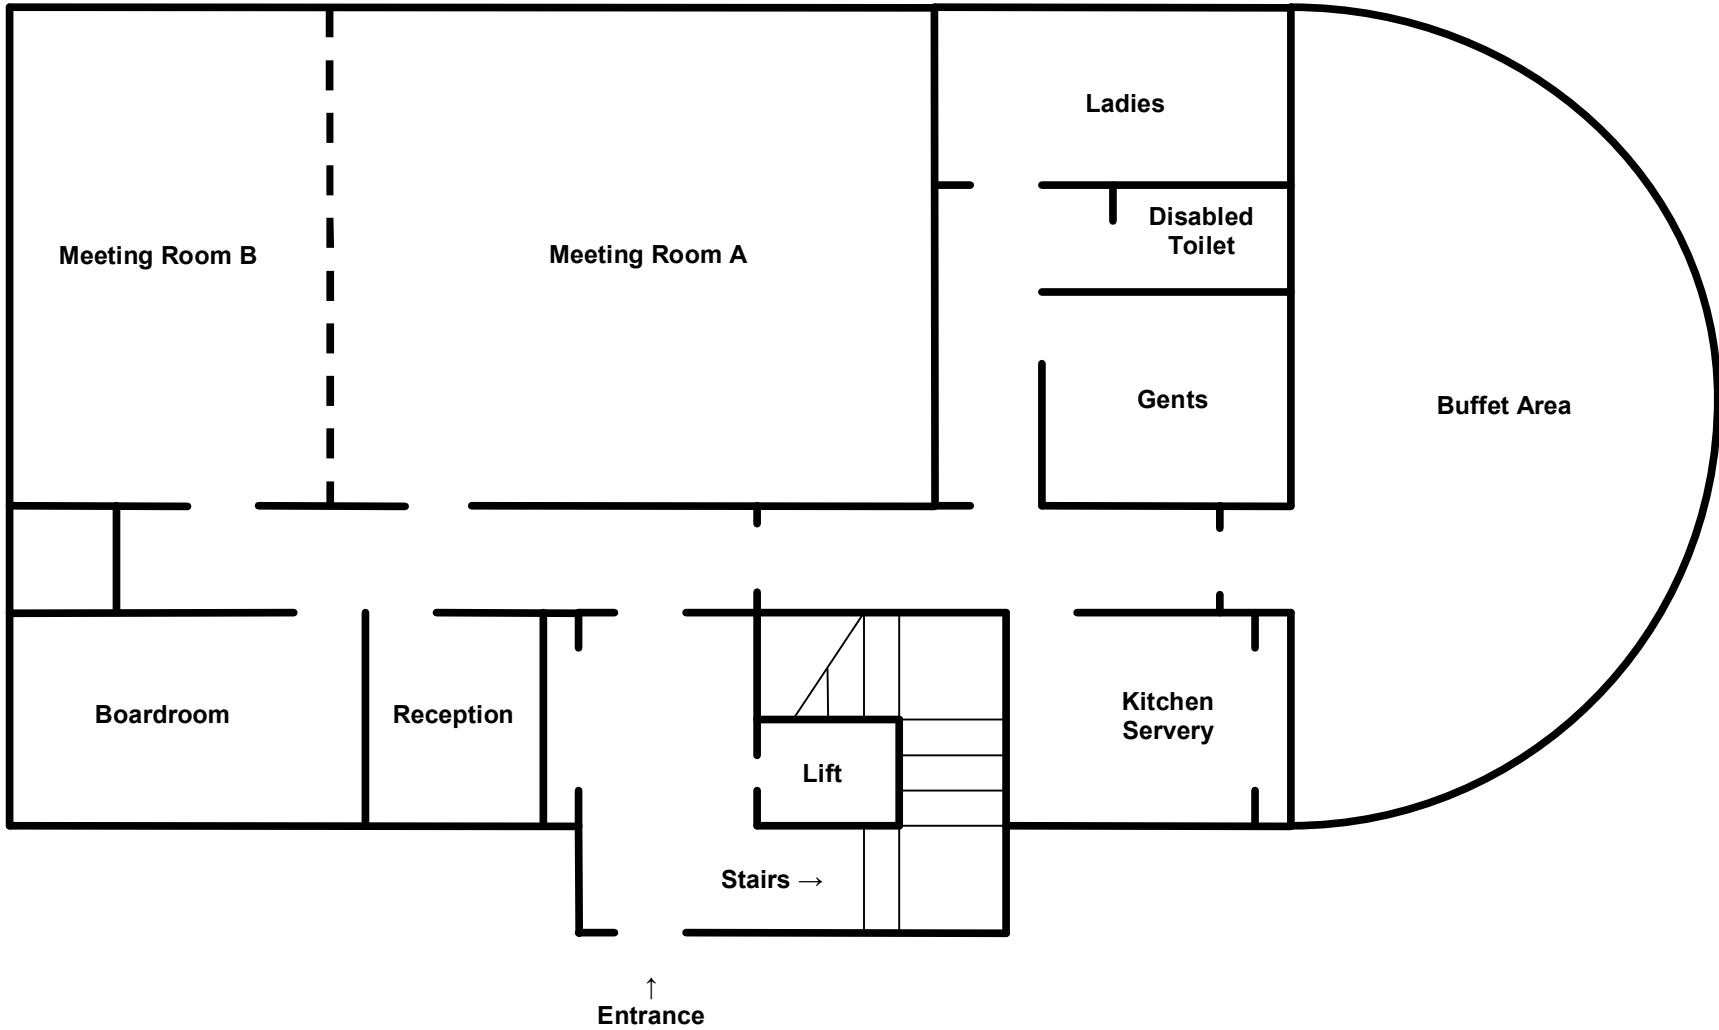 Ladies
Disabled
Toilet
Meeting Room B
Meeting Room A
Gents
Buffet Area
Boardroom
Reception
Kitchen
Servery
Lift
Stairs →
↑
Entrance